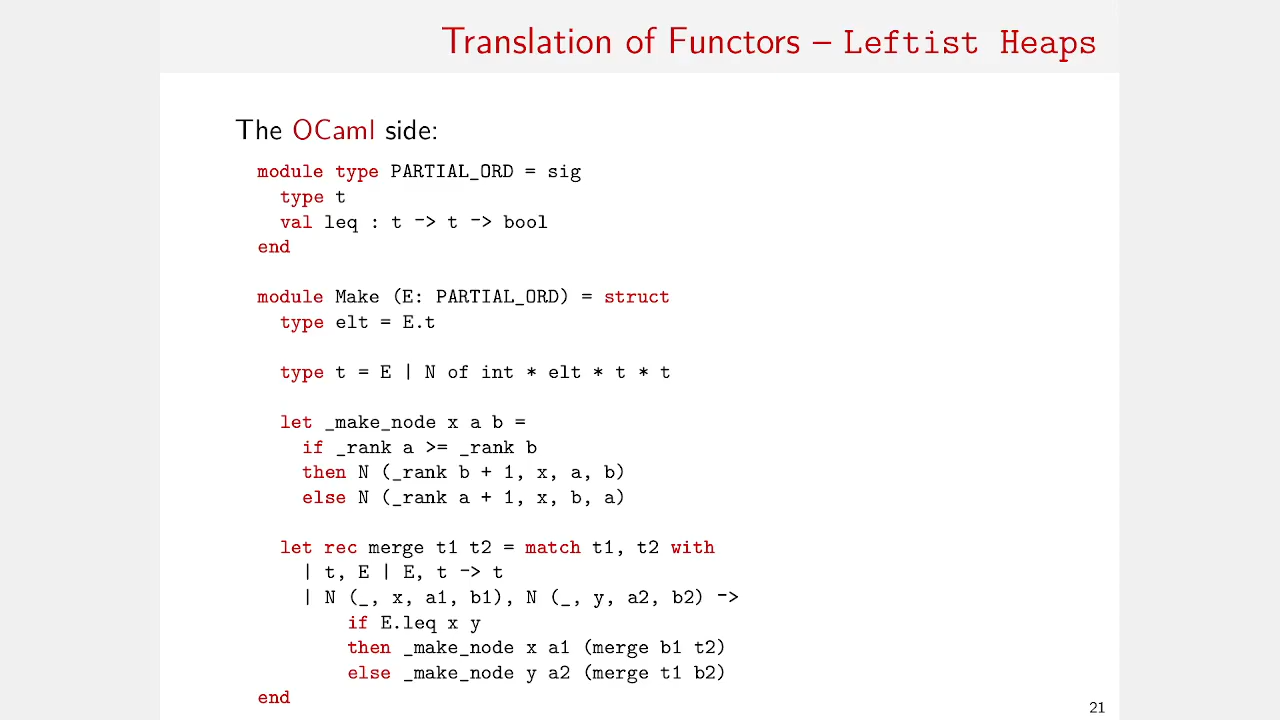 Translation of Functors – Leftist Heaps
The OCaml side:
module type PARTIAL_ORD = sig
  type t
  val leq : t -> t -> bool
end
module Make (E: PARTIAL_ORD) = struct
  type elt = E.t
  type t = E | N of int * elt * t * t
  let _make_node x a b =
    if _rank a >= _rank b
    then N (_rank b + 1, x, a, b)
    else N (_rank a + 1, x, b, a)
  let rec merge t1 t2 = match t1, t2 with
    | t, E | E, t -> t
    | N (_, x, a1, b1), N (_, y, a2, b2) ->
        if E.leq x y
        then _make_node x a1 (merge b1 t2)
        else _make_node y a2 (merge t1 b2)
end
21